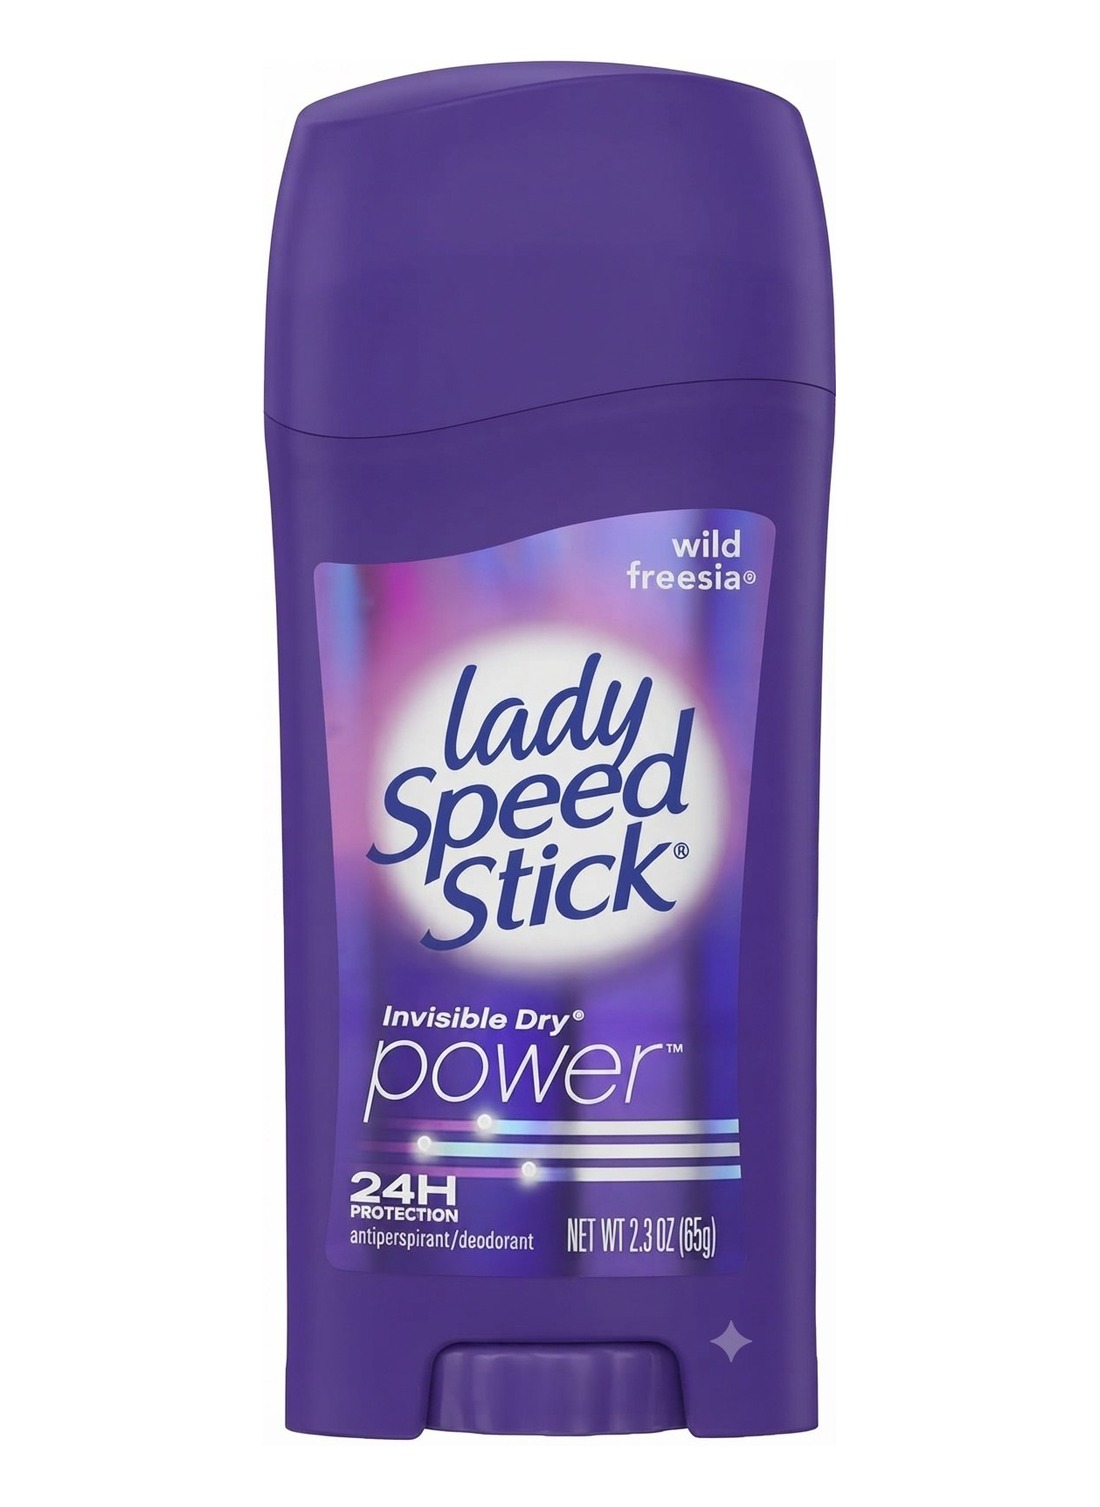 wild
freesia®
lady
Speed
Stick®
Invisible Dry®
power™
24H
PROTECTION
antiperspirant/deodorant
NET WT 2.3 OZ (65g)